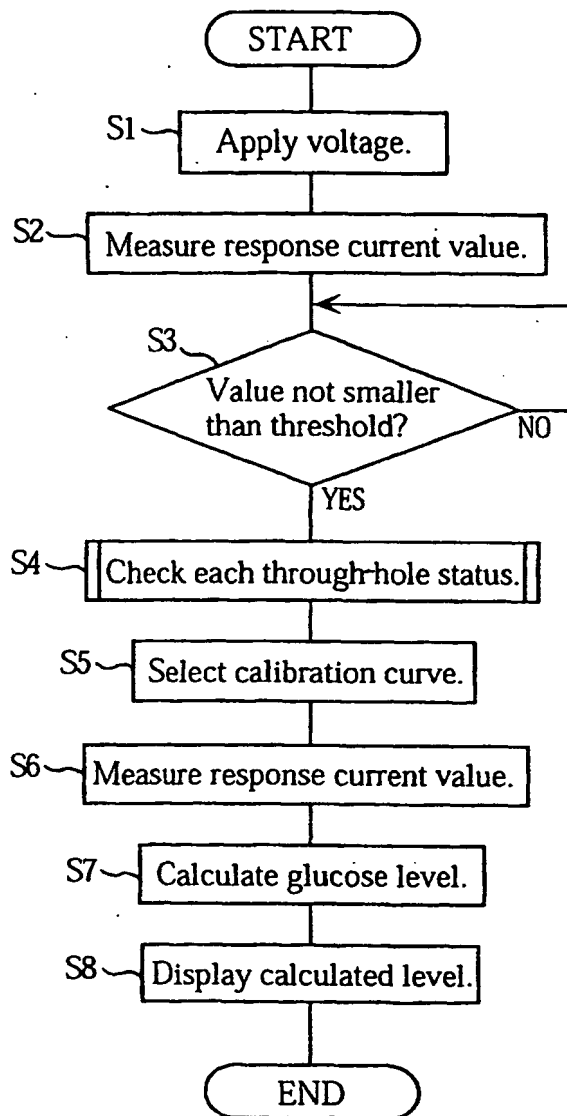 START
S1
Apply voltage.
S2
Measure response current value.
S3
Value not smaller
than threshold?
NO
YES
S4
Check each through-hole status.
S5
Select calibration curve.
S6
Measure response current value.
S7
Calculate glucose level.
S8
Display calculated level.
END